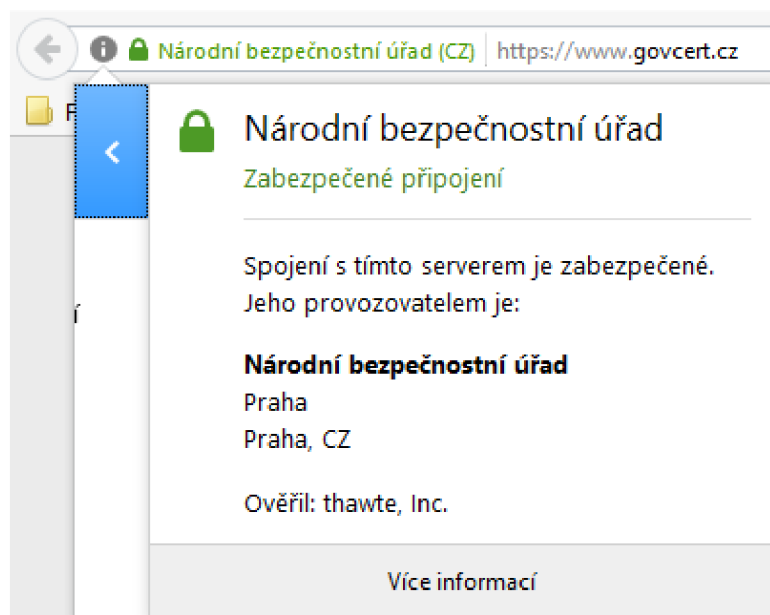 Národní bezpečnostní úřad (CZ) https://www.govcert.cz
Národní bezpečnostní úřad
Zabezpečené připojení
Spojení s tímto serverem je zabezpečené.
Jeho provozovatelem je:
í
Národní bezpečnostní úřad
Praha
Praha, CZ
Ověřil: thawte, Inc.
Více informací